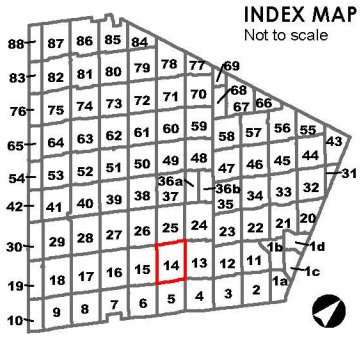 INDEX MAP
Not to scale
88 87 86 85 84
83 82 81 80 79 78 77 69
76 75 74 73 72 71 70 68 67 66
65 64 63 62 61 60 59 58 57 56 55 43
54 53 52 51 50 49 48 47 46 45 44 31
42 41 40 39 38 36a 37 36b 35 34 33 32
30 29 28 27 26 25 24 23 22 21 20
19 18 17 16 15 14 13 12 11 1b 1d 1c
10 9 8 7 6 5 4 3 2 1a